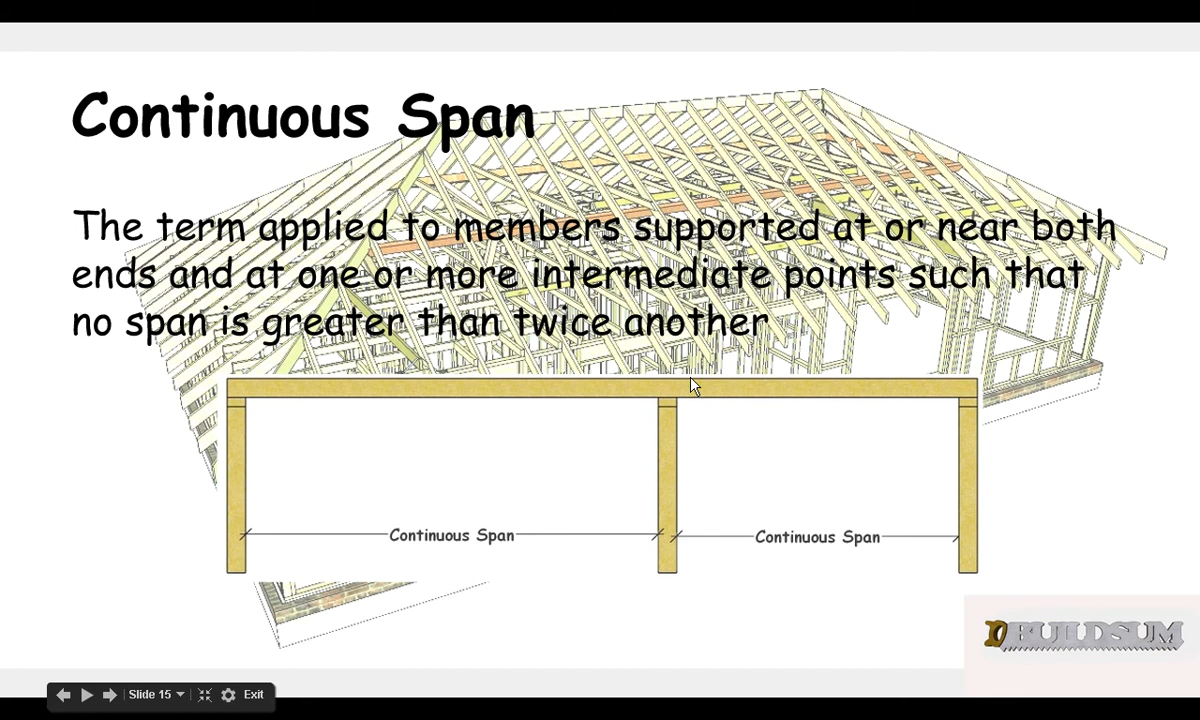 Continuous Span
The term applied to members supported at or near both
ends and at one or more intermediate points such that
no span is greater than twice another
Continuous Span
Continuous Span
BUILDSUM
Slide 15
Exit